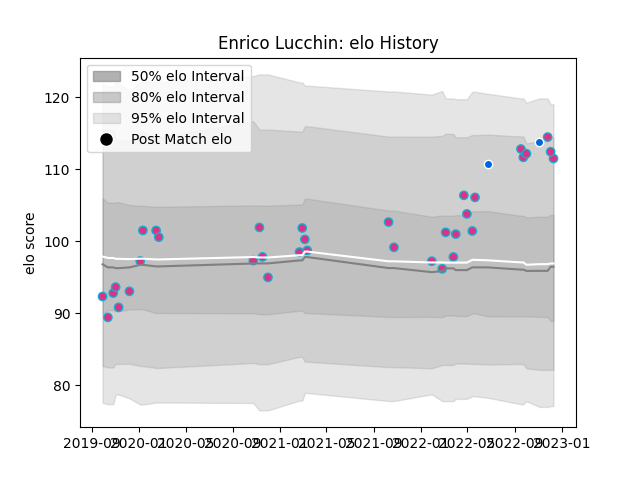 Enrico Lucchin: elo History
50% elo Interval
80% elo Interval
95% elo Interval
Post Match elo
elo score
120
110
100
90
80
2019-09 2020-01 2020-05 2020-09 2021-01 2021-05 2021-09 2022-01 2022-05 2022-09 2023-01